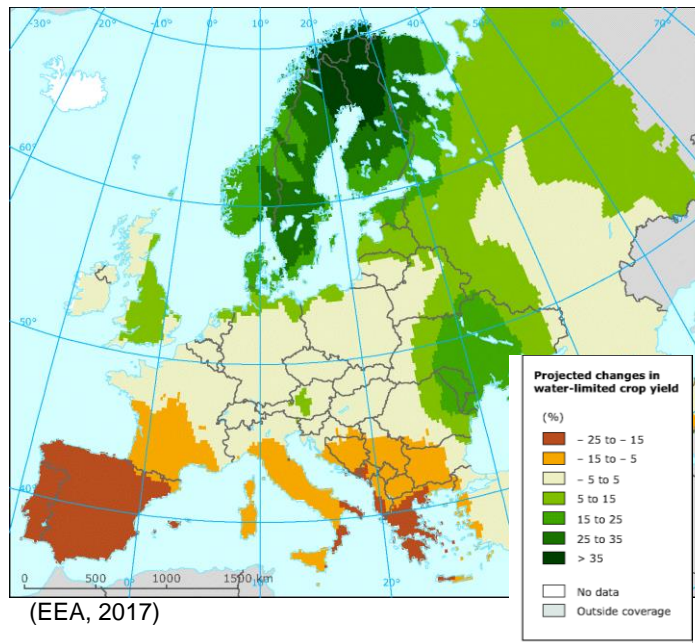 -30° -20° -10° 0° 10° 20° 30° 40° 50° 60° 70°
60°
50°
40°
0 500 1000 1500 km
0° 10° 20°
Projected changes in
water-limited crop yield
(%)
– 25 to – 15
– 15 to – 5
– 5 to 5
5 to 15
15 to 25
25 to 35
> 35
No data
Outside coverage
(EEA, 2017)